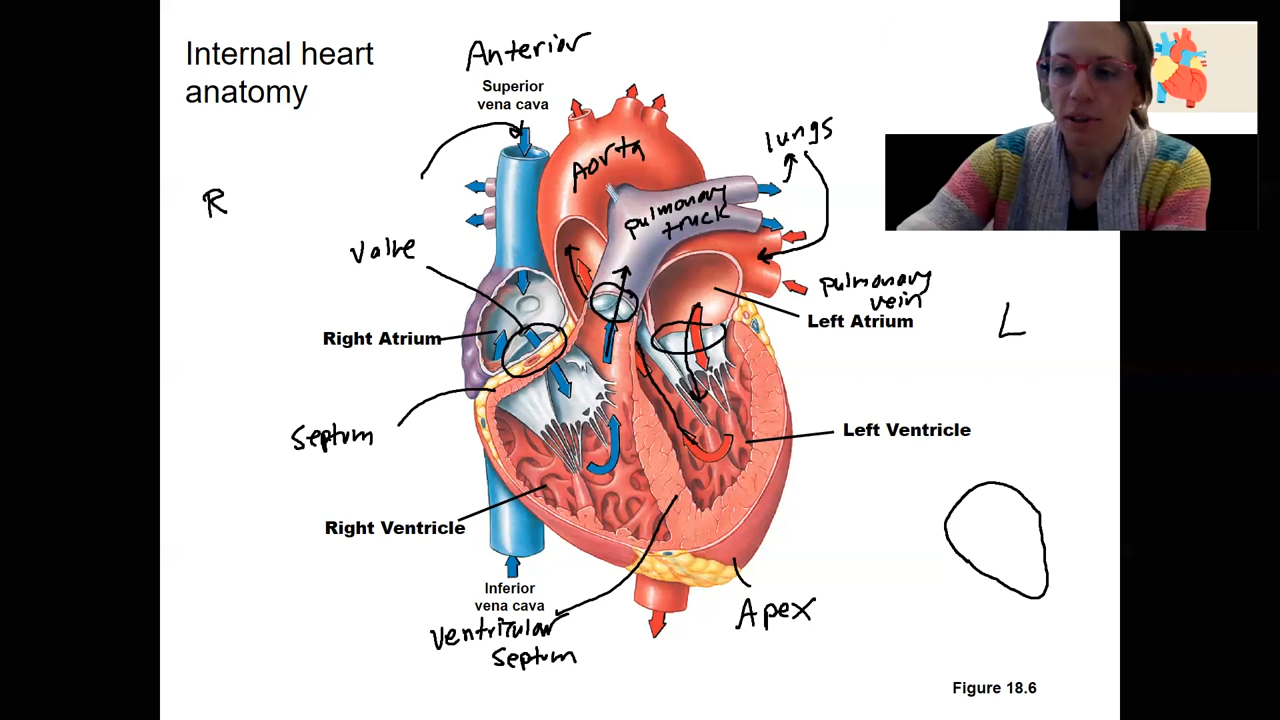 Internal heart
anatomy
Anterior
Superior
vena cava
lungs
Aorta
R
pulmonary
truck
valve
pulmonary
vein
Left Atrium
L
Right Atrium
septum
Left Ventricle
Right Ventricle
Inferior
vena cava
ventricular
septum
Apex
Figure 18.6